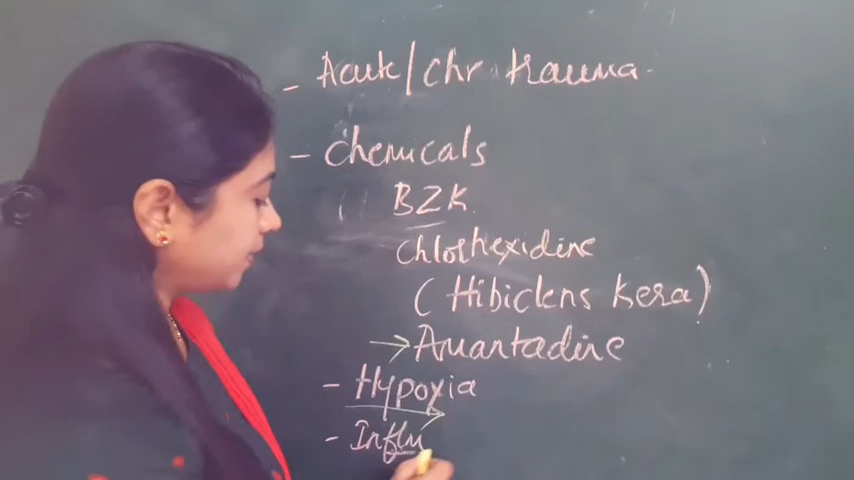 - Acute/chr trauma.
- Chemicals
BZK
Chlorhexidine
(Hibiclens kera)
→ Amantadine
- Hypoxia
- Influ